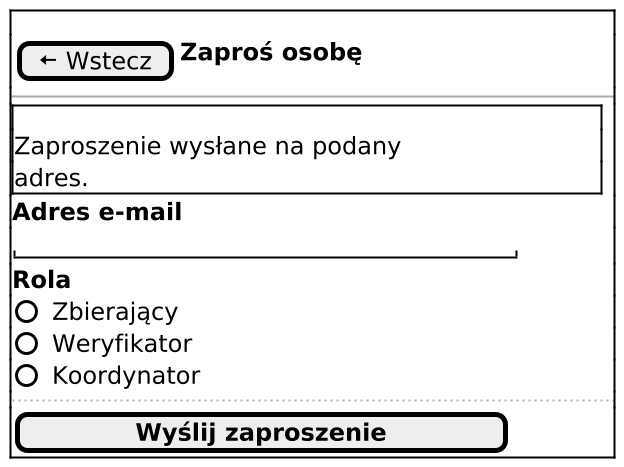 ← Wstecz Zaproś osobę
Zaproszenie wysłane na podany
adres.
Adres e-mail
Rola
Zbierający
Weryfikator
Koordynator
Wyślij zaproszenie